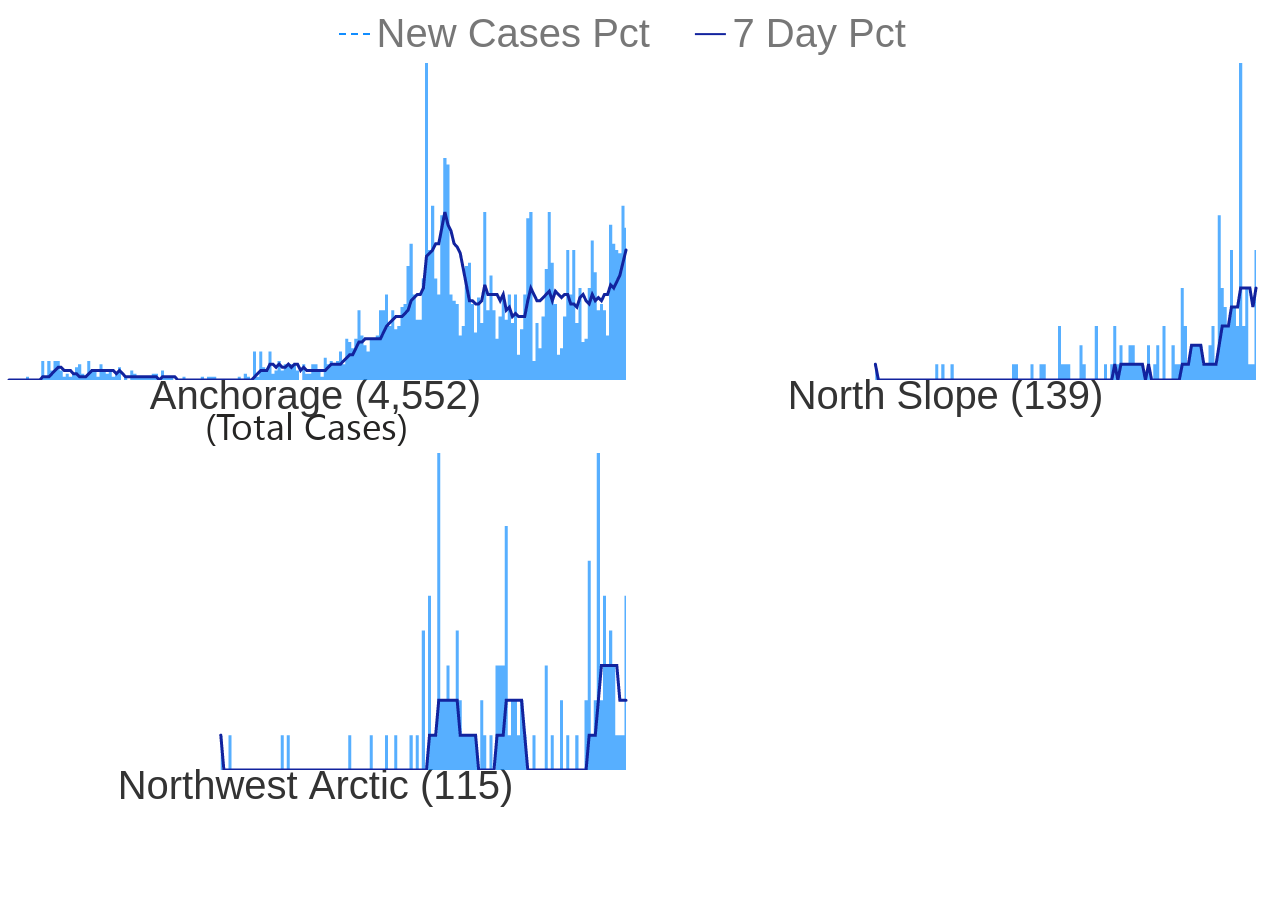 New Cases Pct 7 Day Pct
Anchorage (4,552)
(Total Cases)
North Slope (139)
Northwest Arctic (115)